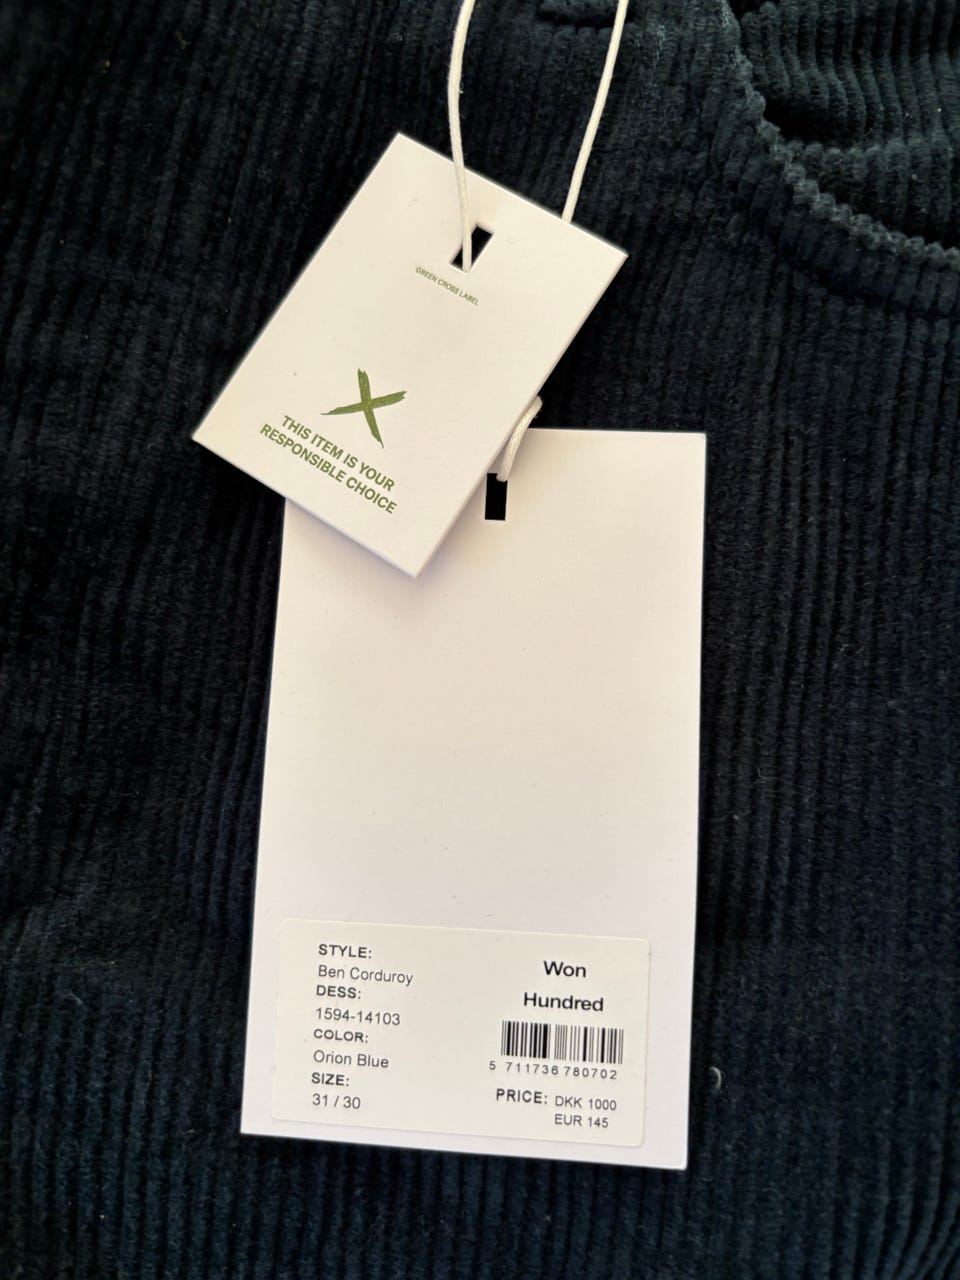 GREEN CROSS LABEL
THIS ITEM IS YOUR
RESPONSIBLE CHOICE
STYLE:
Ben Corduroy
DESS:
1594-14103
COLOR:
Orion Blue
SIZE:
31 / 30
Won
Hundred
5 711736 780702
PRICE: DKK 1000
EUR 145